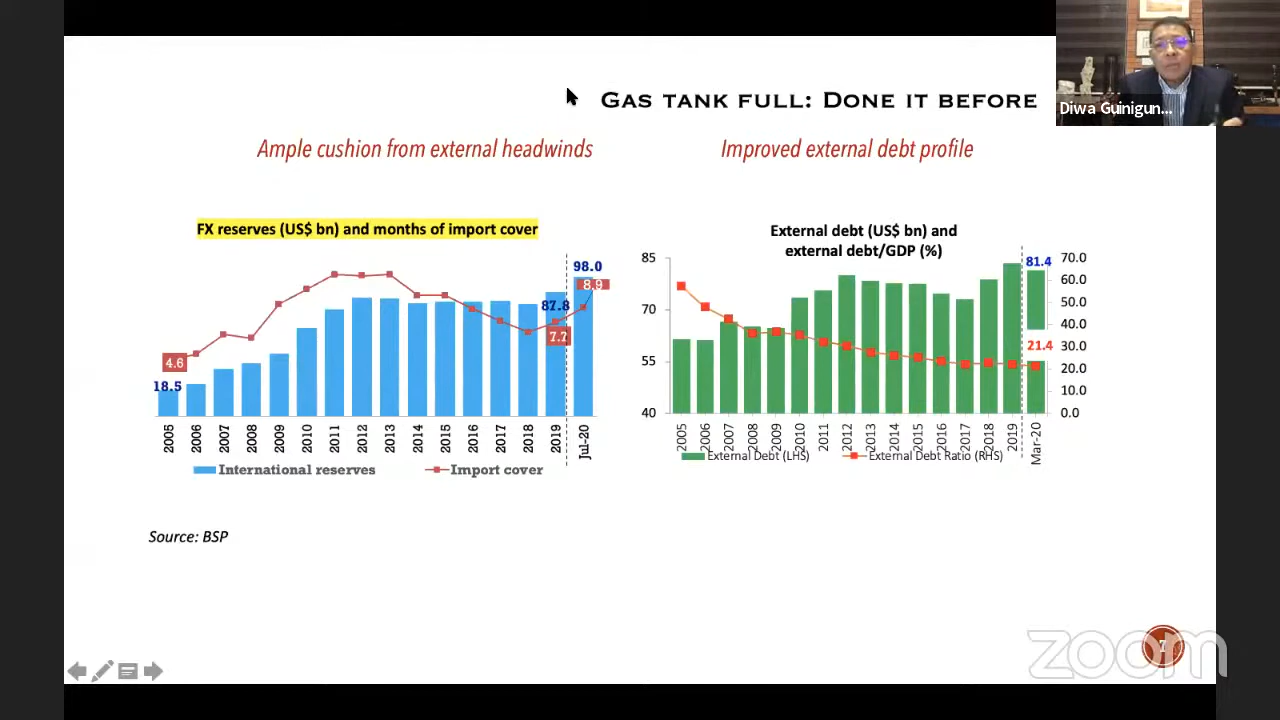 GAS TANK FULL: DONE IT BEFORE
Diwa Guinigun...
Ample cushion from external headwinds
Improved external debt profile
FX reserves (US$ bn) and months of import cover
98.0
8.9
87.8
7.7
4.6
18.5
2005 2006 2007 2008 2009 2010 2011 2012 2013 2014 2015 2016 2017 2018 2019 Jul-20
International reserves Import cover
External debt (US$ bn) and
external debt/GDP (%)
85
70
55
40
81.4
21.4
70.0
60.0
50.0
40.0
30.0
20.0
10.0
0.0
2005 2006 2007 2008 2009 2010 2011 2012 2013 2014 2015 2016 2017 2018 2019 Mar-20
External Debt (LHS) External Debt Ratio (RHS)
Source: BSP
7
zoom